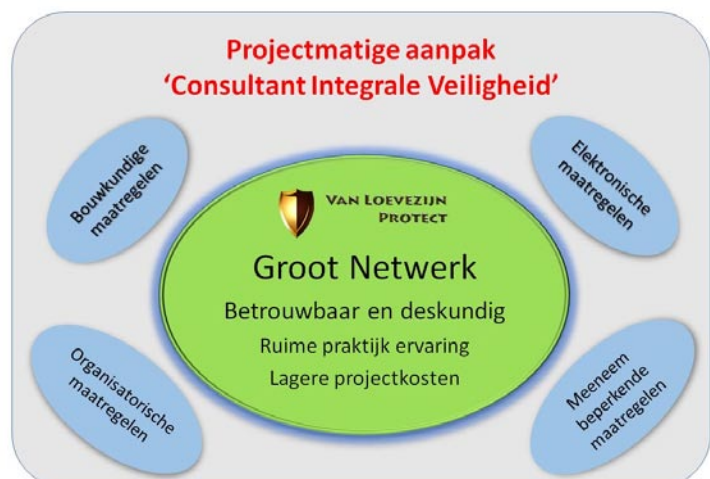 Projectmatige aanpak
‘Consultant Integrale Veiligheid’
Bouwkundige
maatregelen
Elektronische
maatregelen
VAN LOEVEZIJN
PROTECT
Groot Netwerk
Betrouwbaar en deskundig
Ruime praktijk ervaring
Lagere projectkosten
Organisatorische
maatregelen
Meeneem
beperkende
maatregelen